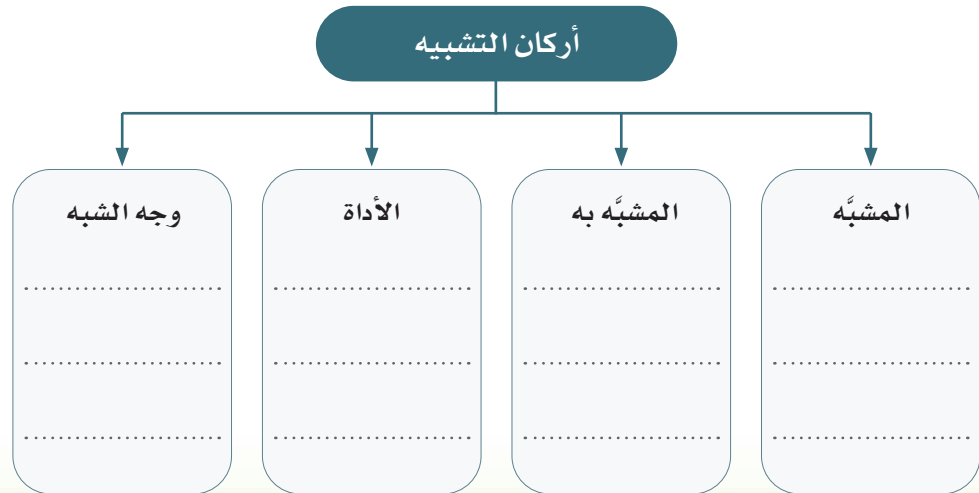 أركان التشبيه
المشبَّه
المشبَّه به
الأداة
وجه الشبه